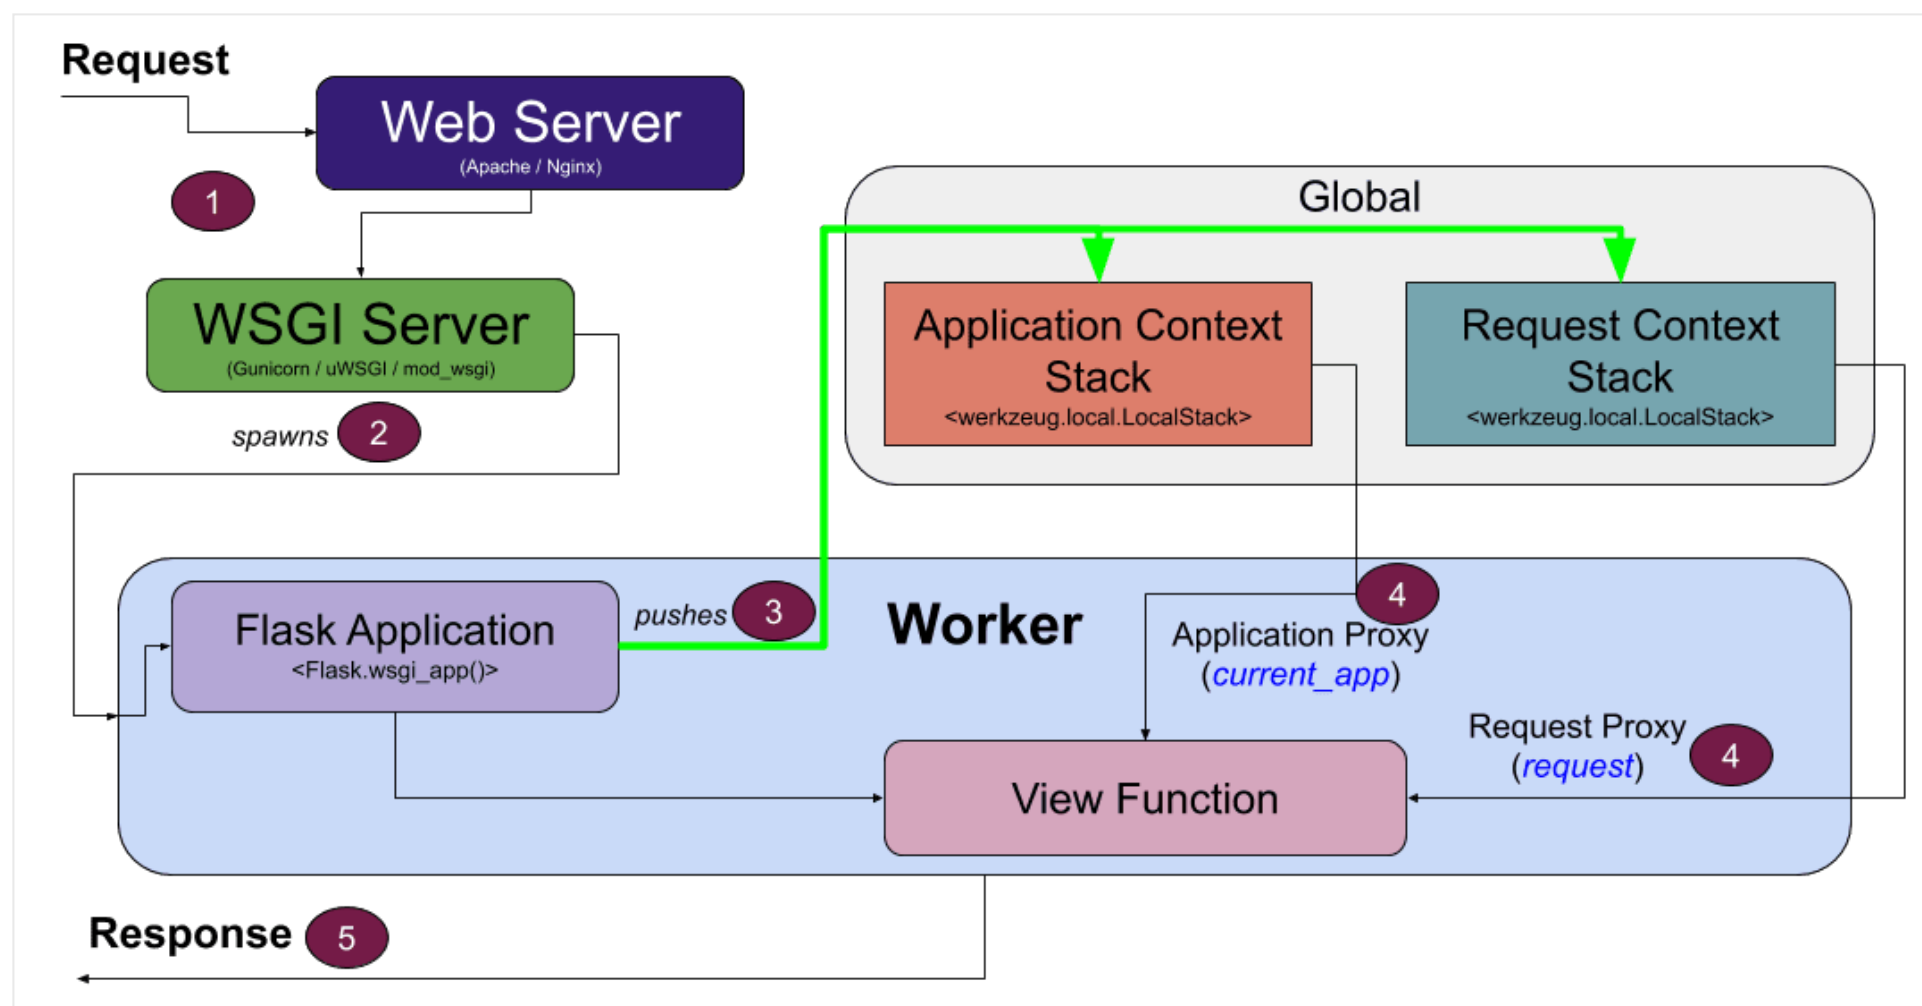 Request
Web Server
(Apache / Nginx)
1
Global
WSGI Server
(Gunicorn / uWSGI / mod_wsgi)
Application Context
Stack
<werkzeug.local.LocalStack>
Request Context
Stack
<werkzeug.local.LocalStack>
spawns
2
Flask Application
<Flask.wsgi_app()>
pushes
3
Worker
4
Application Proxy
(current_app)
Request Proxy
(request)
4
View Function
Response
5